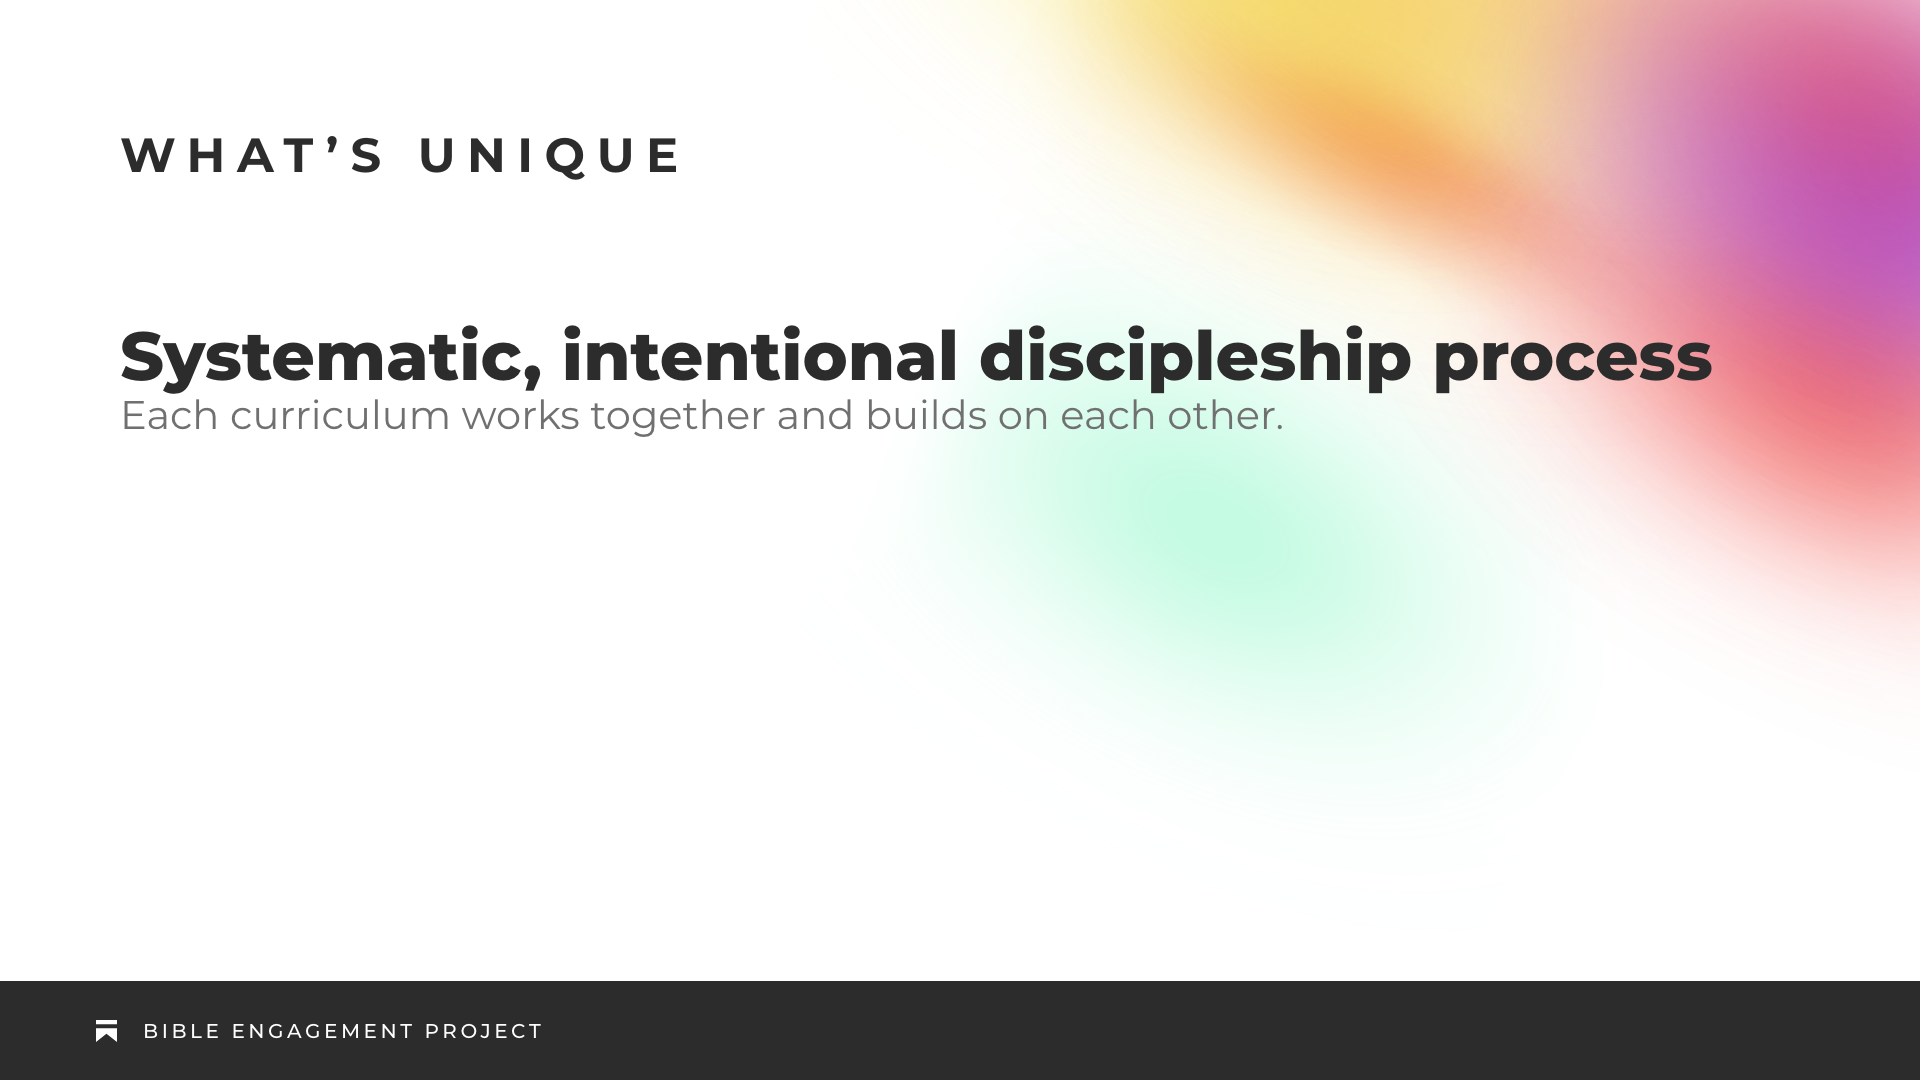 WHAT’S UNIQUE
Systematic, intentional discipleship process
Each curriculum works together and builds on each other.
BIBLE ENGAGEMENT PROJECT